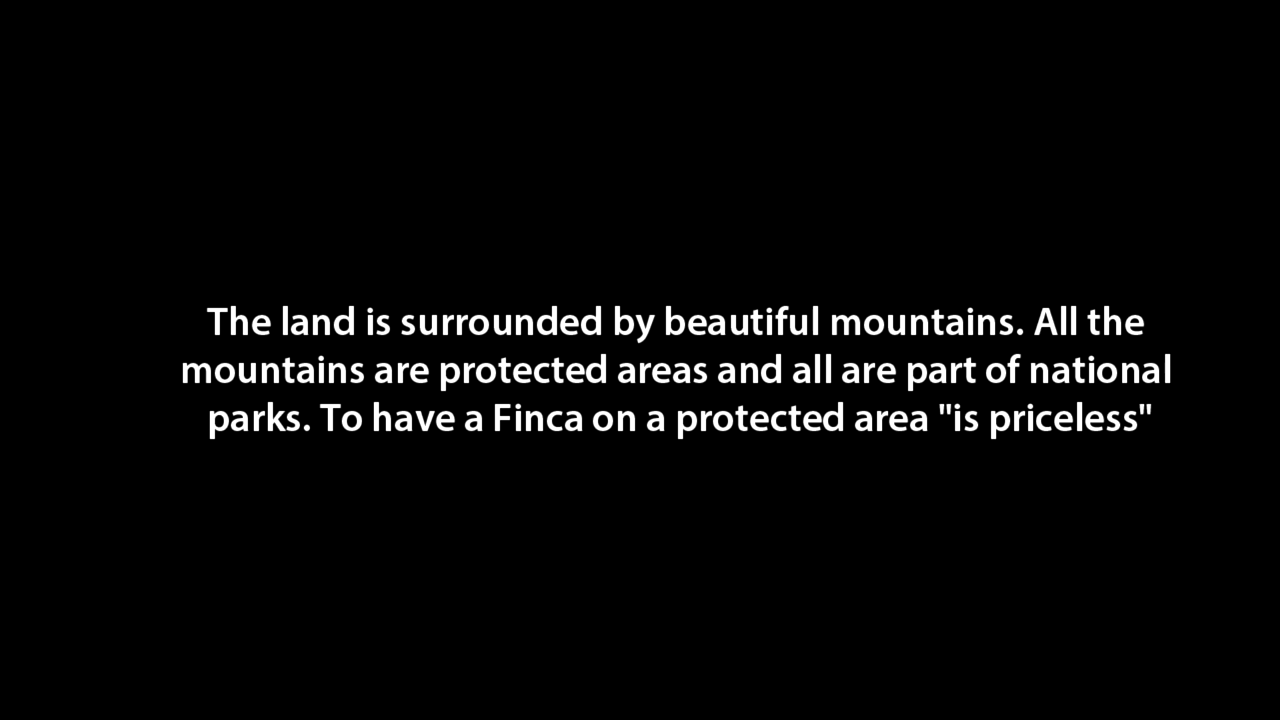 The land is surrounded by beautiful mountains. All the
mountains are protected areas and all are part of national
parks. To have a Finca on a protected area "is priceless"